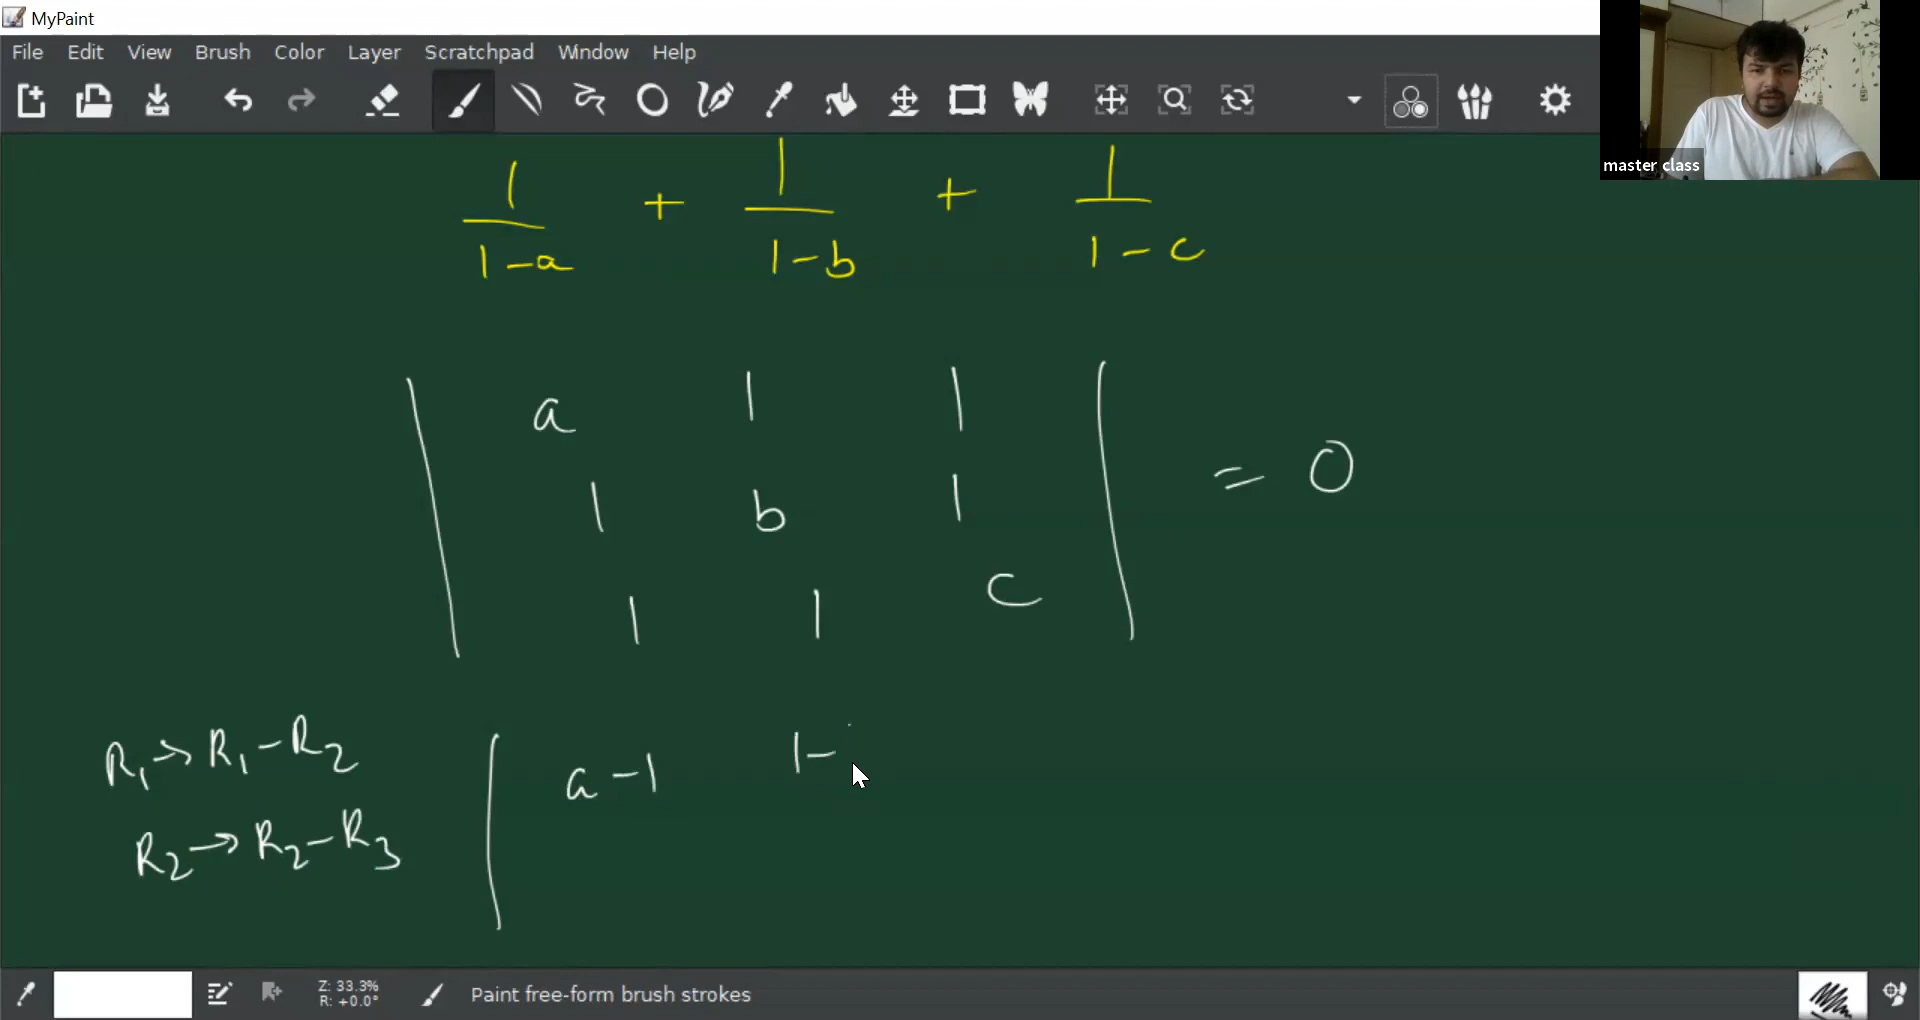 MyPaint
File Edit View Brush Color Layer Scratchpad Window Help
master class
1/(1-a) + 1/(1-b) + 1/(1-c)
| a 1 1 |
| 1 b 1 | = 0
| 1 1 c |
R₁→R₁-R₂ | a-1 1-
R₂→R₂-R₃
Z: 33.3%
R: +0.0°
Paint free-form brush strokes